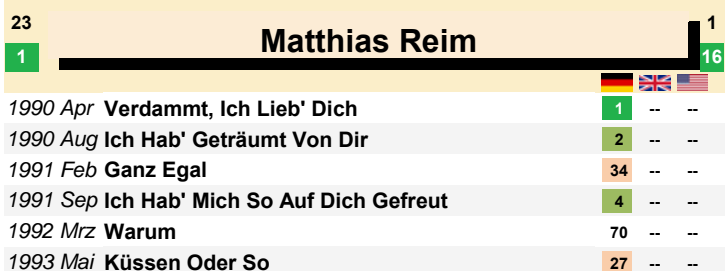 23
1
Matthias Reim
1
16
1990 Apr Verdammt, Ich Lieb' Dich 1 -- --
1990 Aug Ich Hab' Geträumt Von Dir 2 -- --
1991 Feb Ganz Egal 34 -- --
1991 Sep Ich Hab' Mich So Auf Dich Gefreut 4 -- --
1992 Mrz Warum 70 -- --
1993 Mai Küssen Oder So 27 -- --